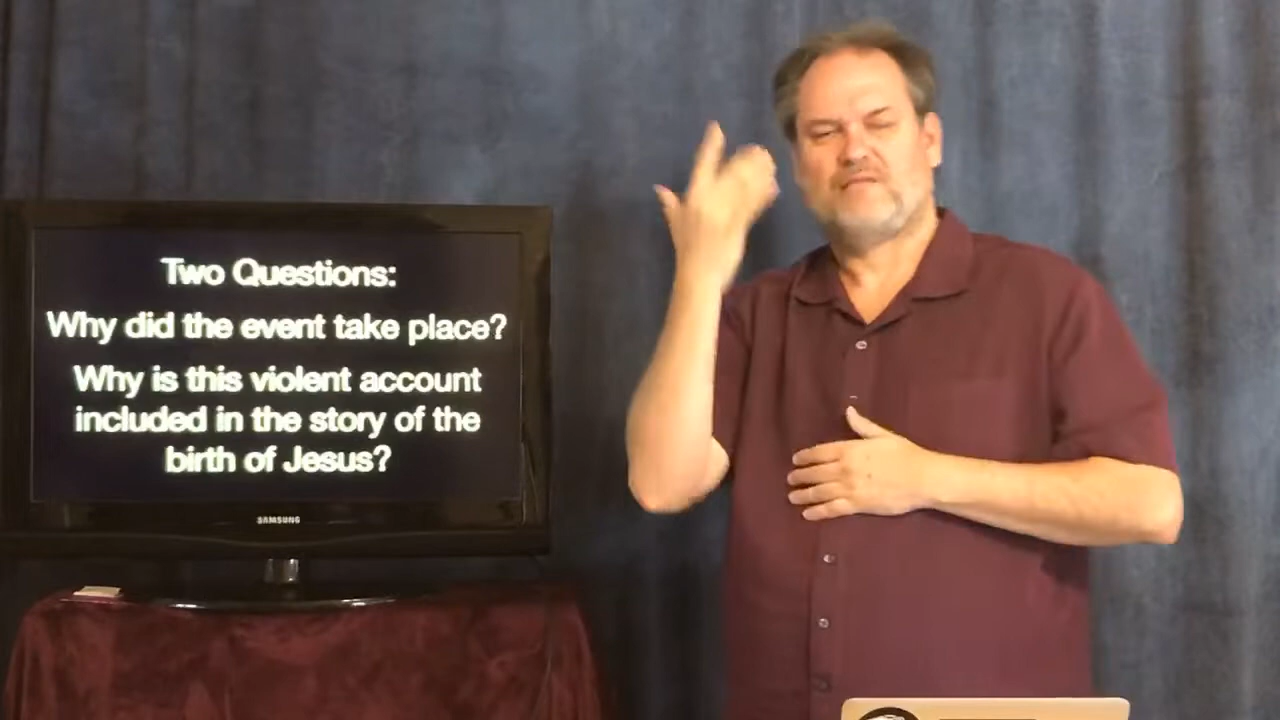 Two Questions:
Why did the event take place?
Why is this violent account
included in the story of the
birth of Jesus?
SAMSUNG